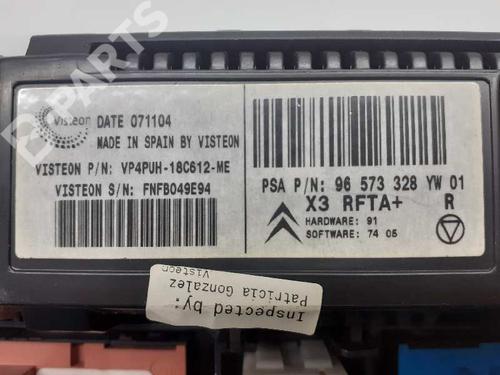 B-PARTS
Visteon
DATE 071104
MADE IN SPAIN BY VISTEON
VISTEON P/N: VP4PUH-18C612-ME
VISTEON S/N: FNFB049E94
PSA P/N: 96 573 328 YW 01
X3 RFTA+ R
HARDWARE: 91
SOFTWARE: 74 05
Inspected by:
Patricia Gonzalez
Visteon